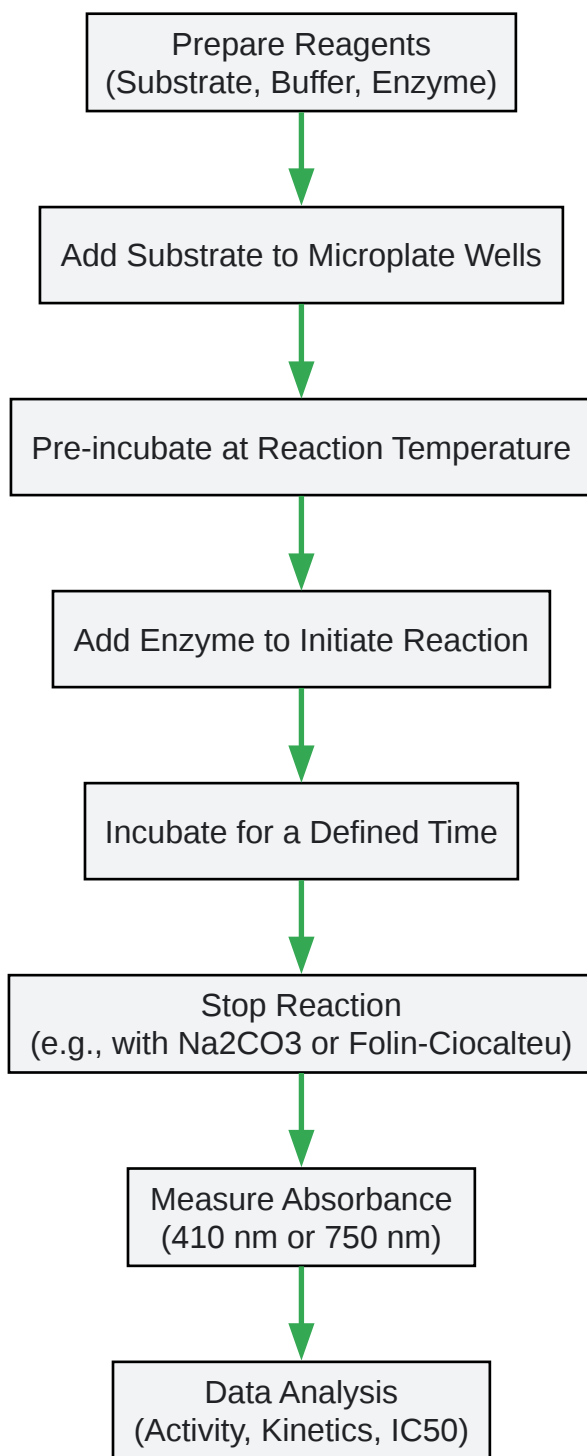 Prepare Reagents
(Substrate, Buffer, Enzyme)
Add Substrate to Microplate Wells
Pre-incubate at Reaction Temperature
Add Enzyme to Initiate Reaction
Incubate for a Defined Time
Stop Reaction
(e.g., with Na2CO3 or Folin-Ciocalteu)
Measure Absorbance
(410 nm or 750 nm)
Data Analysis
(Activity, Kinetics, IC50)